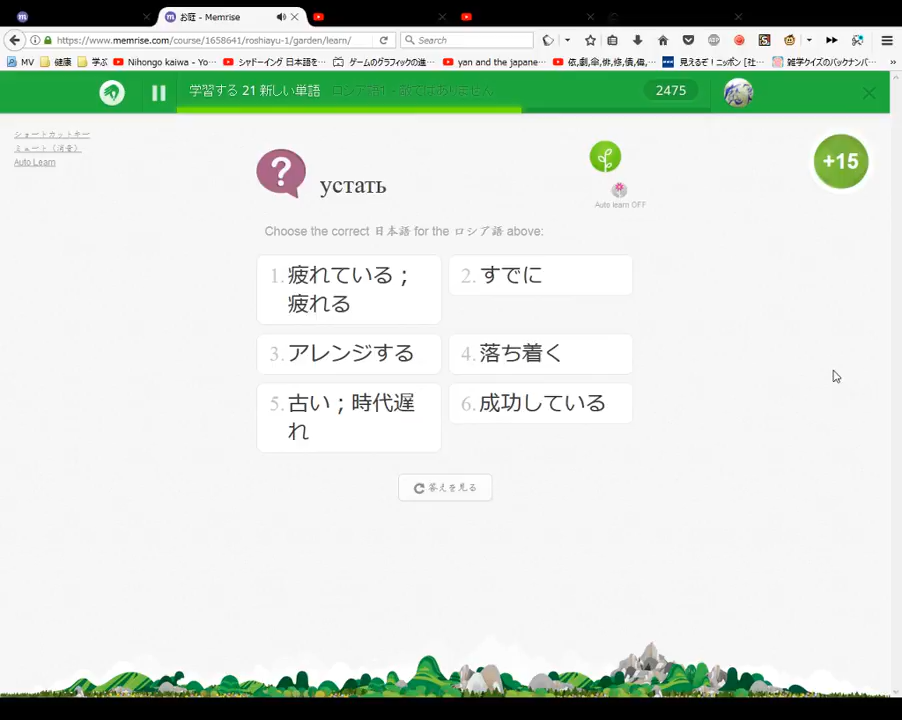 お庭 - Memrise
https://www.memrise.com/course/1658641/roshiayu-1/garden/learn/
Search
MV
健康
学ぶ
Nihongo kaiwa - Yo…
シャドーイング 日本語を…
ゲームのグラフィックの進…
yan and the japane…
依,劇,傘,俳,修,債,侮,…
見えるぞ！ニッポン [社…
雑学クイズのバックナンバ…
学習する 21 新しい単語
2475
ショートカットキー
ミュート（消音）
Auto Learn
+15
?
устать
Auto learn OFF
Choose the correct 日本語 for the ロシア語 above:
1. 疲れている；
疲れる
2. すでに
3. アレンジする
4. 落ち着く
5. 古い；時代遅
れ
6. 成功している
答えを見る